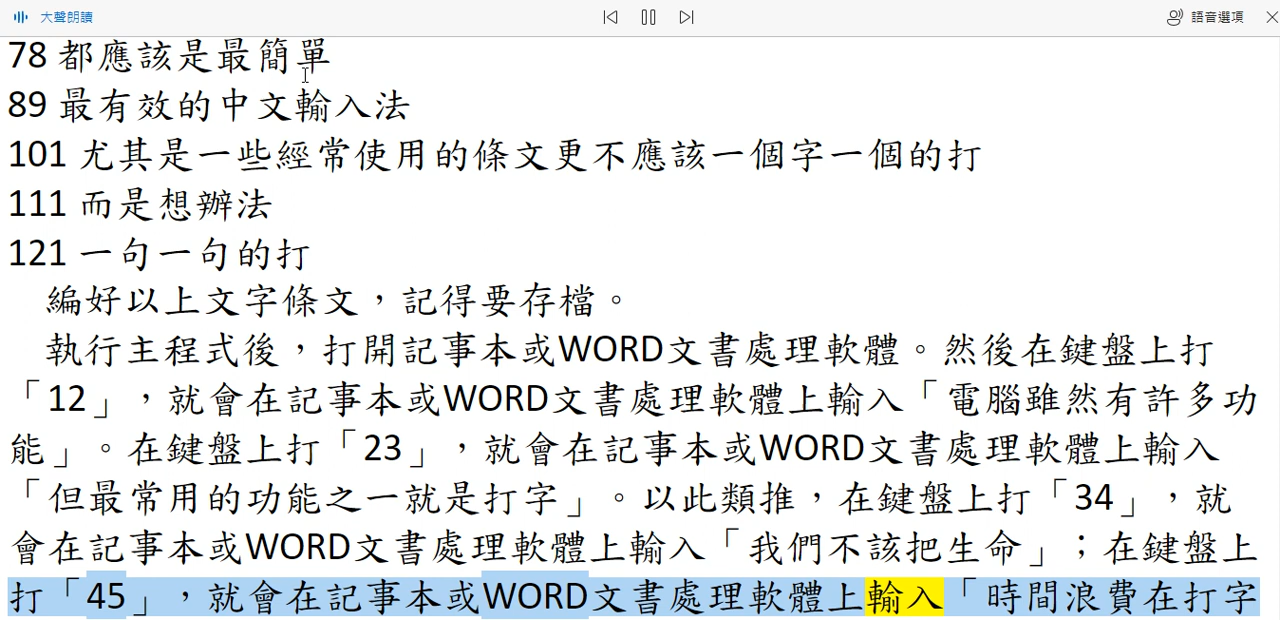 大聲朗讀
語音選項
78 都應該是最簡單
89 最有效的中文輸入法
101 尤其是一些經常使用的條文更不應該一個字一個的打
111 而是想辦法
121 一句一句的打
編好以上文字條文，記得要存檔。
執行主程式後，打開記事本或WORD文書處理軟體。然後在鍵盤上打
「12」，就會在記事本或WORD文書處理軟體上輸入「電腦雖然有許多功
能」。在鍵盤上打「23」，就會在記事本或WORD文書處理軟體上輸入
「但最常用的功能之一就是打字」。以此類推，在鍵盤上打「34」，就
會在記事本或WORD文書處理軟體上輸入「我們不該把生命」；在鍵盤上
打「45」，就會在記事本或WORD文書處理軟體上輸入「時間浪費在打字